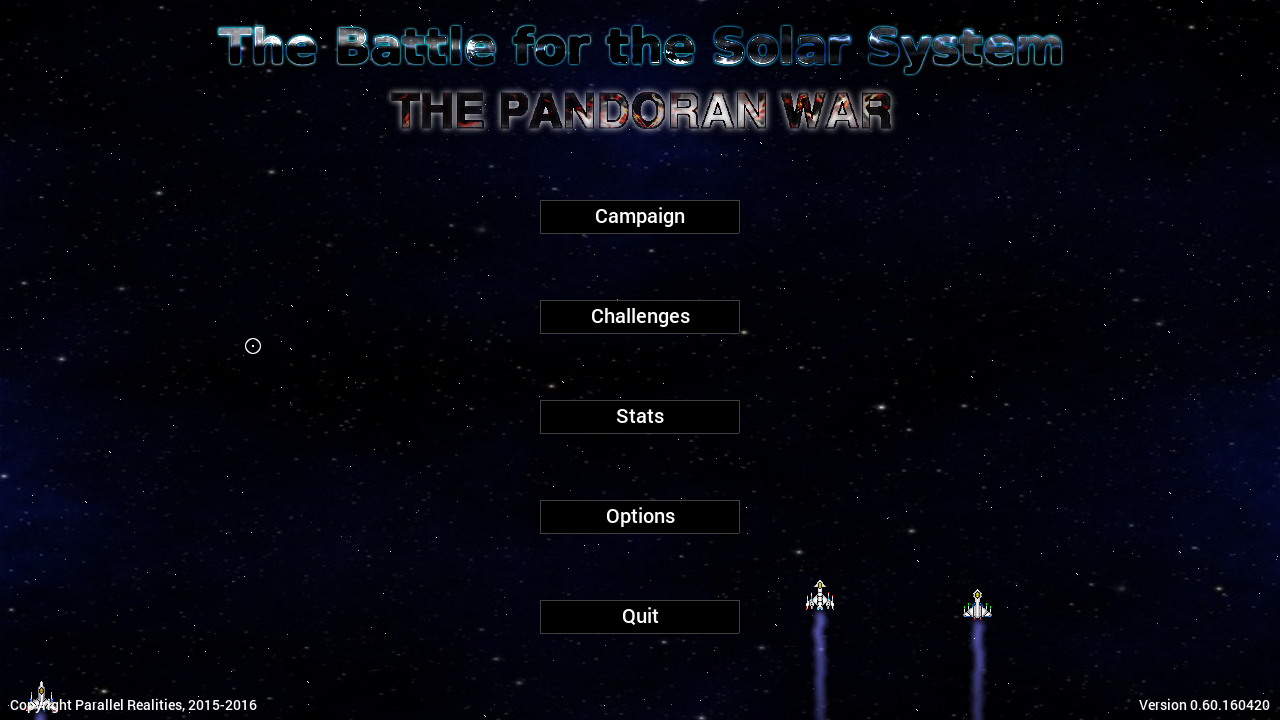 The Battle for the Solar System
THE PANDORAN WAR
Campaign
Challenges
Stats
Options
Quit
Copyright Parallel Realities, 2015-2016
Version 0.60.160420